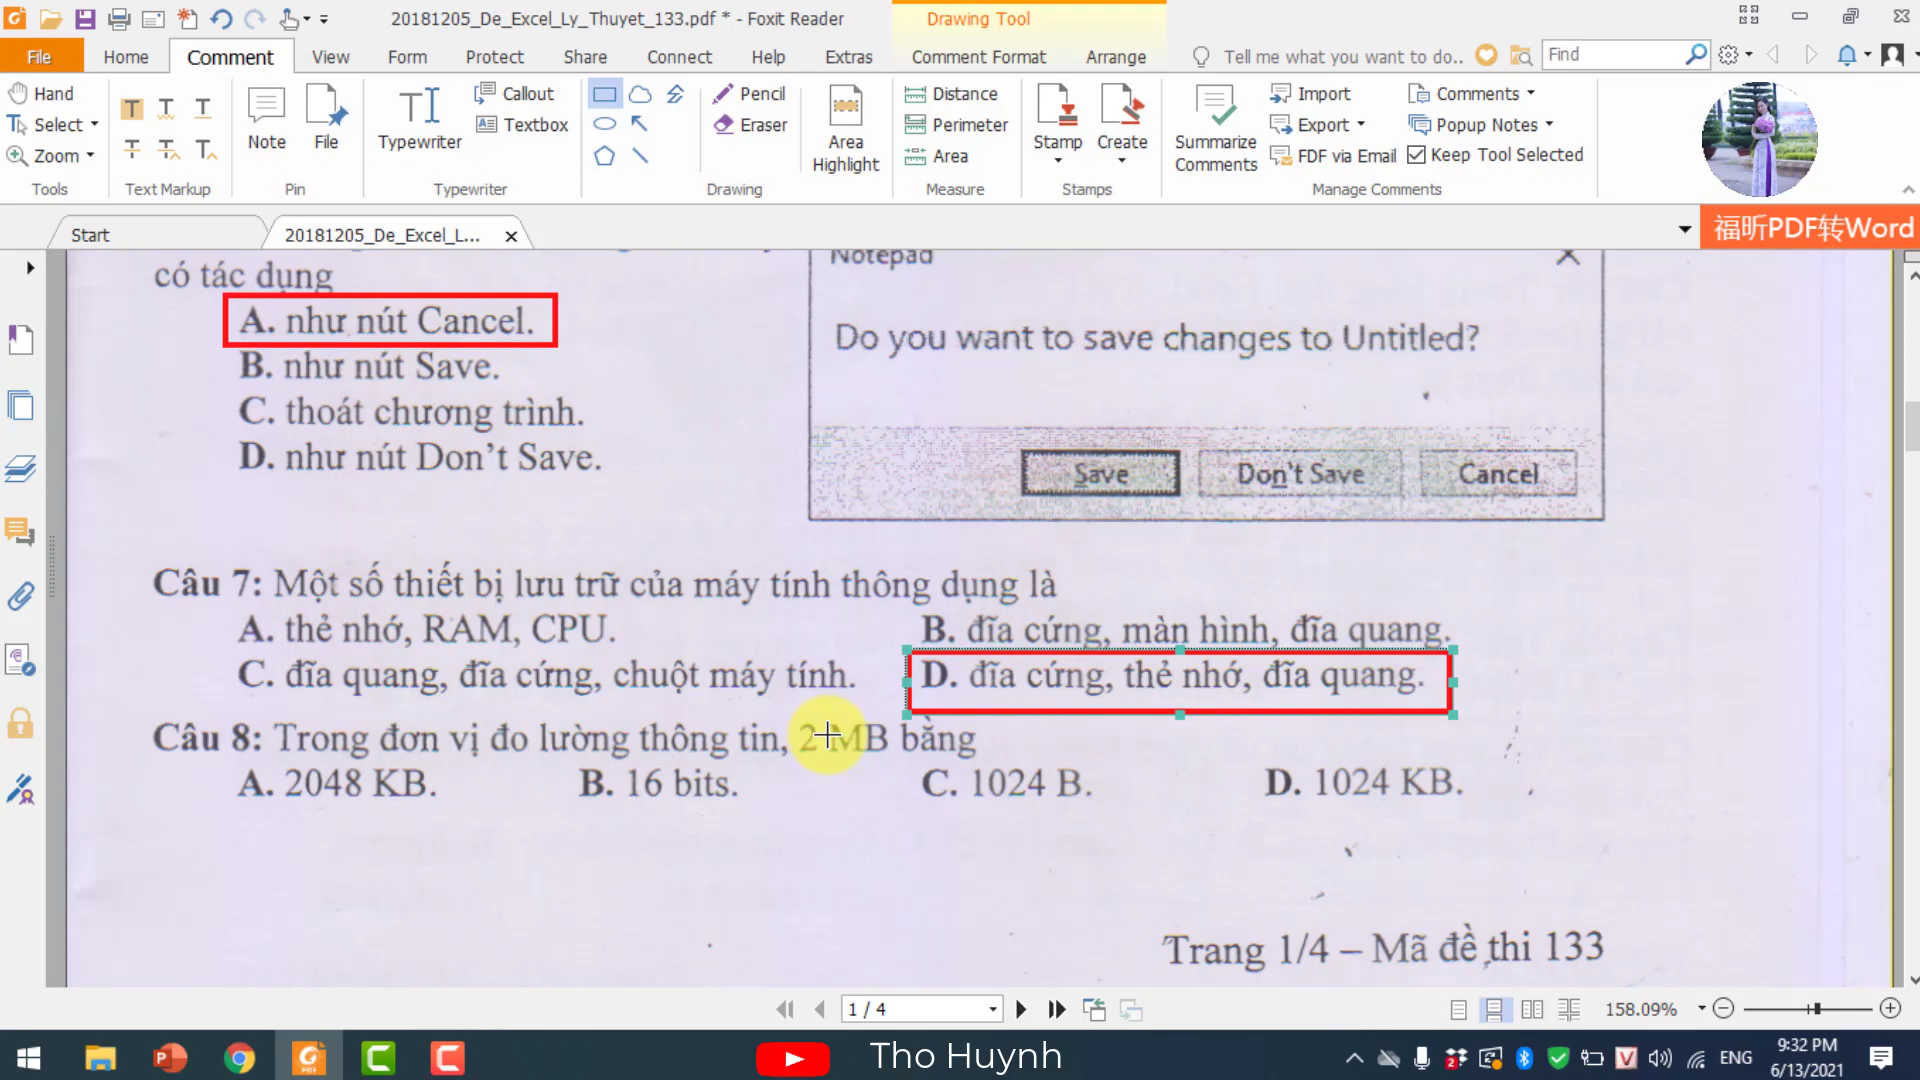 20181205_De_Excel_Ly_Thuyet_133.pdf * - Foxit Reader
Drawing Tool
File
Home
Comment
View
Form
Protect
Share
Connect
Help
Extras
Comment Format
Arrange
Tell me what you want to do..
Find
Hand
Select
Zoom
Tools
Text Markup
Note
File
Pin
Typewriter
Callout
Textbox
Typewriter
Pencil
Eraser
Drawing
Area Highlight
Distance
Perimeter
Area
Measure
Stamp
Create
Stamps
Summarize Comments
Import
Export
FDF via Email
Comments
Popup Notes
Keep Tool Selected
Manage Comments
Start
20181205_De_Excel_L...
福昕PDF转Word
có tác dụng
A. như nút Cancel.
B. như nút Save.
C. thoát chương trình.
D. như nút Don't Save.
Notepad
Do you want to save changes to Untitled?
Save
Don't Save
Cancel
Câu 7: Một số thiết bị lưu trữ của máy tính thông dụng là
A. thẻ nhớ, RAM, CPU.
B. đĩa cứng, màn hình, đĩa quang.
C. đĩa quang, đĩa cứng, chuột máy tính.
D. đĩa cứng, thẻ nhớ, đĩa quang.
Câu 8: Trong đơn vị đo lường thông tin, 2 MB bằng
A. 2048 KB.
B. 16 bits.
C. 1024 B.
D. 1024 KB.
Trang 1/4 – Mã đề thi 133
1 / 4
158.09%
Tho Huynh
ENG
9:32 PM
6/13/2021